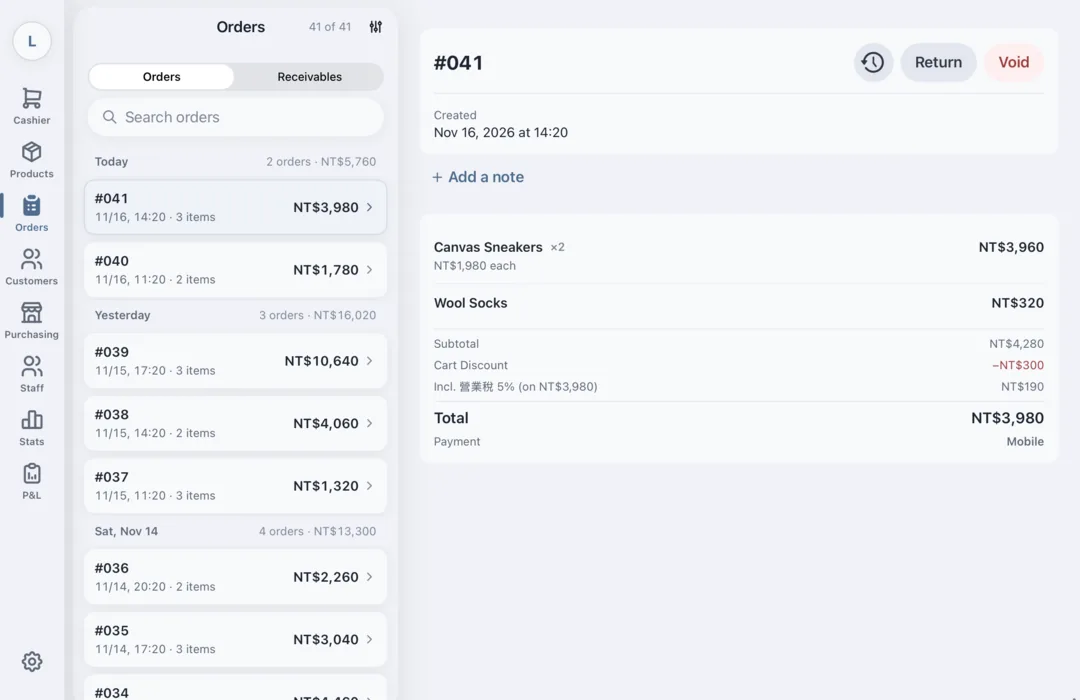 L
Cashier
Products
Orders
Customers
Purchasing
Staff
Stats
P&L
Orders
41 of 41
Orders
Receivables
Search orders
Today
2 orders · NT$5,760
#041
11/16, 14:20 · 3 items
NT$3,980
#040
11/16, 11:20 · 2 items
NT$1,780
Yesterday
3 orders · NT$16,020
#039
11/15, 17:20 · 3 items
NT$10,640
#038
11/15, 14:20 · 2 items
NT$4,060
#037
11/15, 11:20 · 3 items
NT$1,320
Sat, Nov 14
4 orders · NT$13,300
#036
11/14, 20:20 · 2 items
NT$2,260
#035
11/14, 17:20 · 3 items
NT$3,040
#034
#041
Return
Void
Created
Nov 16, 2026 at 14:20
+ Add a note
Canvas Sneakers ×2
NT$3,960
NT$1,980 each
Wool Socks
NT$320
Subtotal
NT$4,280
Cart Discount
−NT$300
Incl. 營業稅 5% (on NT$3,980)
NT$190
Total
NT$3,980
Payment
Mobile